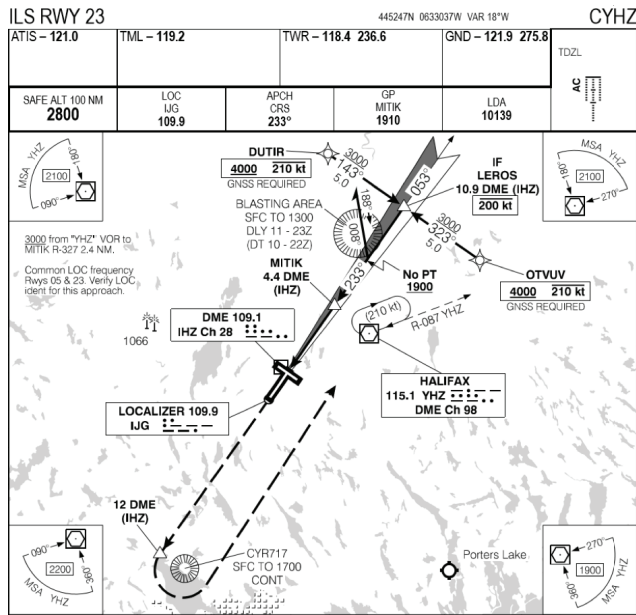 ILS RWY 23
445247N 0633037W VAR 18°W
CYHZ
ATIS – 121.0
TML – 119.2
TWR – 118.4 236.6
GND – 121.9 275.8
TDZL
AC
SAFE ALT 100 NM
2800
LOC
IJG
109.9
APCH
CRS
233°
GP
MITIK
1910
LDA
10139
MSA YHZ
180°
2100
090°
DUTIR
4000 210 kt
GNSS REQUIRED
3000
143°
5.0
053°
IF
LEROS
10.9 DME (IHZ)
200 kt
MSA YHZ
180°
2100
270°
BLASTING AREA
SFC TO 1300
DLY 11 - 23Z
(DT 10 - 22Z)
188°
008°
3000
323°
5.0
3000 from "YHZ" VOR to
MITIK R-327 2.4 NM.
Common LOC frequency
Rwys 05 & 23. Verify LOC
ident for this approach.
MITIK
4.4 DME
(IHZ)
233°
No PT
1900
OTVUV
4000 210 kt
GNSS REQUIRED
(210 kt)
R-087 YHZ
1066
DME 109.1
IHZ Ch 28
HALIFAX
115.1 YHZ
DME Ch 98
LOCALIZER 109.9
IJG
12 DME
(IHZ)
CYR717
SFC TO 1700
CONT
Porters Lake
090°
2200
360°
MSA YHZ
270°
1900
360°
MSA YHZ